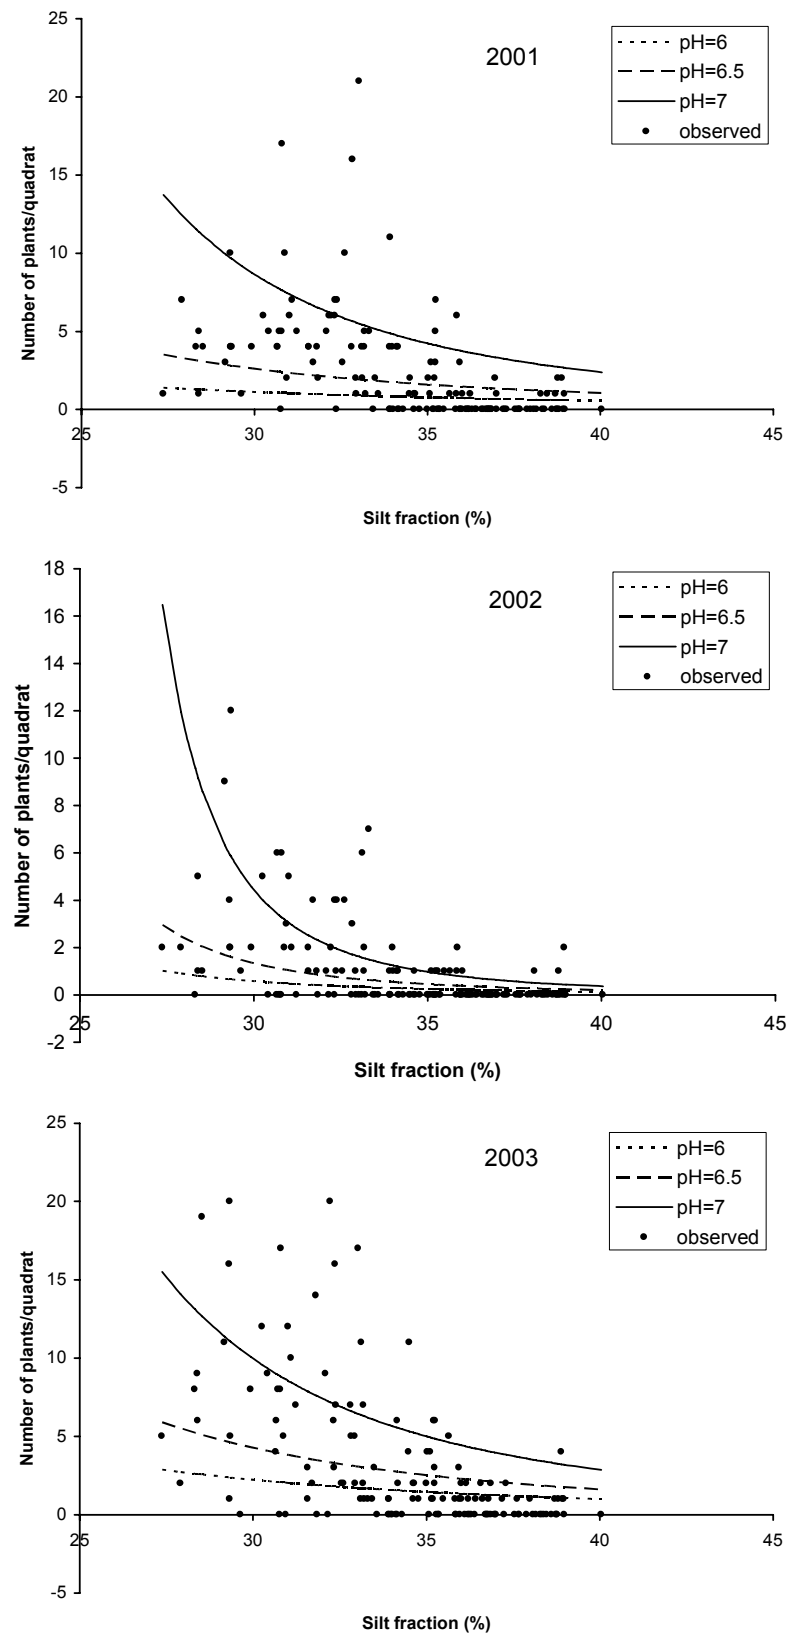 25
20
15
10
5
0
-5
25
30
35
40
45
Number of plants/quadrat
Silt fraction (%)
2001
pH=6
pH=6.5
pH=7
observed
18
16
14
12
10
8
6
4
2
0
-2
25
30
35
40
45
Number of plants/quadrat
Silt fraction (%)
2002
pH=6
pH=6.5
pH=7
observed
25
20
15
10
5
0
-5
25
30
35
40
45
Number of plants/quadrat
Silt fraction (%)
2003
pH=6
pH=6.5
pH=7
observed